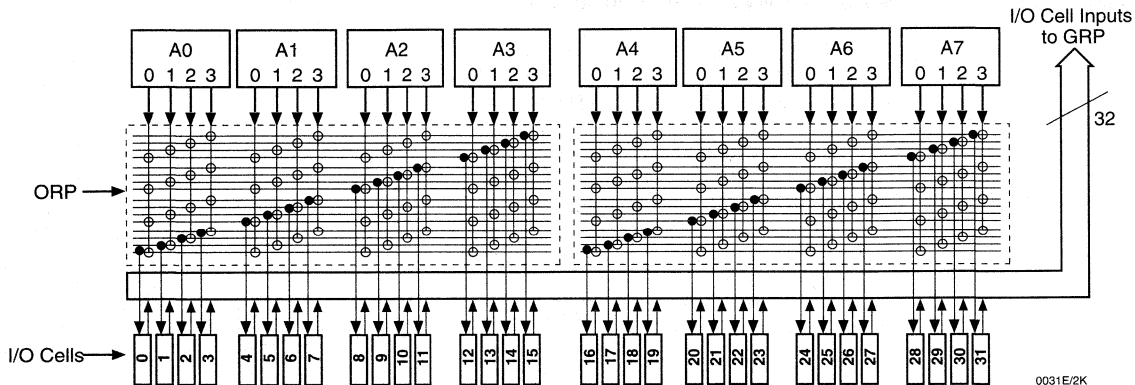 I/O Cell Inputs
to GRP
A0 A1 A2 A3 A4 A5 A6 A7
0 1 2 3 0 1 2 3 0 1 2 3 0 1 2 3 0 1 2 3 0 1 2 3 0 1 2 3 0 1 2 3
32
ORP
I/O Cells
0 1 2 3 4 5 6 7 8 9 10 11 12 13 14 15 16 17 18 19 20 21 22 23 24 25 26 27 28 29 30 31
0031E/2K